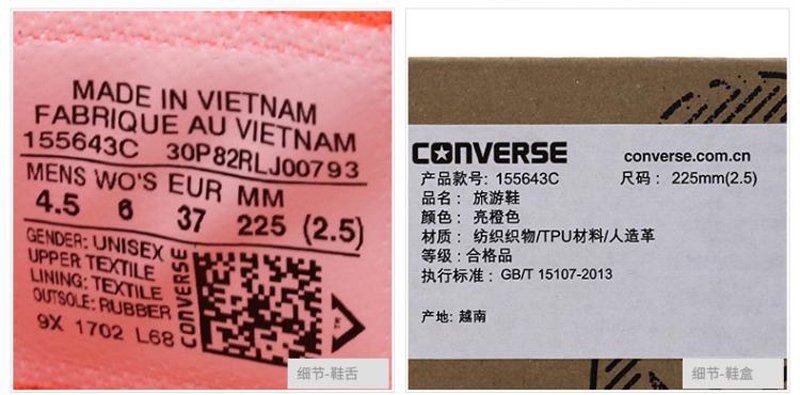 MADE IN VIETNAM
FABRIQUE AU VIETNAM
155643C 30P82RLJ00793
MENS WO'S EUR MM
4.5 6 37 225 (2.5)
GENDER: UNISEX
UPPER: TEXTILE
LINING: TEXTILE
OUTSOLE: RUBBER
9X 1702 L68
CONVERSE
细节-鞋舌
CONVERSE converse.com.cn
产品款号: 155643C 尺码: 225mm(2.5)
品名: 旅游鞋
颜色: 亮橙色
材质: 纺织织物/TPU材料/人造革
等级: 合格品
执行标准: GB/T 15107-2013
产地: 越南
细节-鞋盒